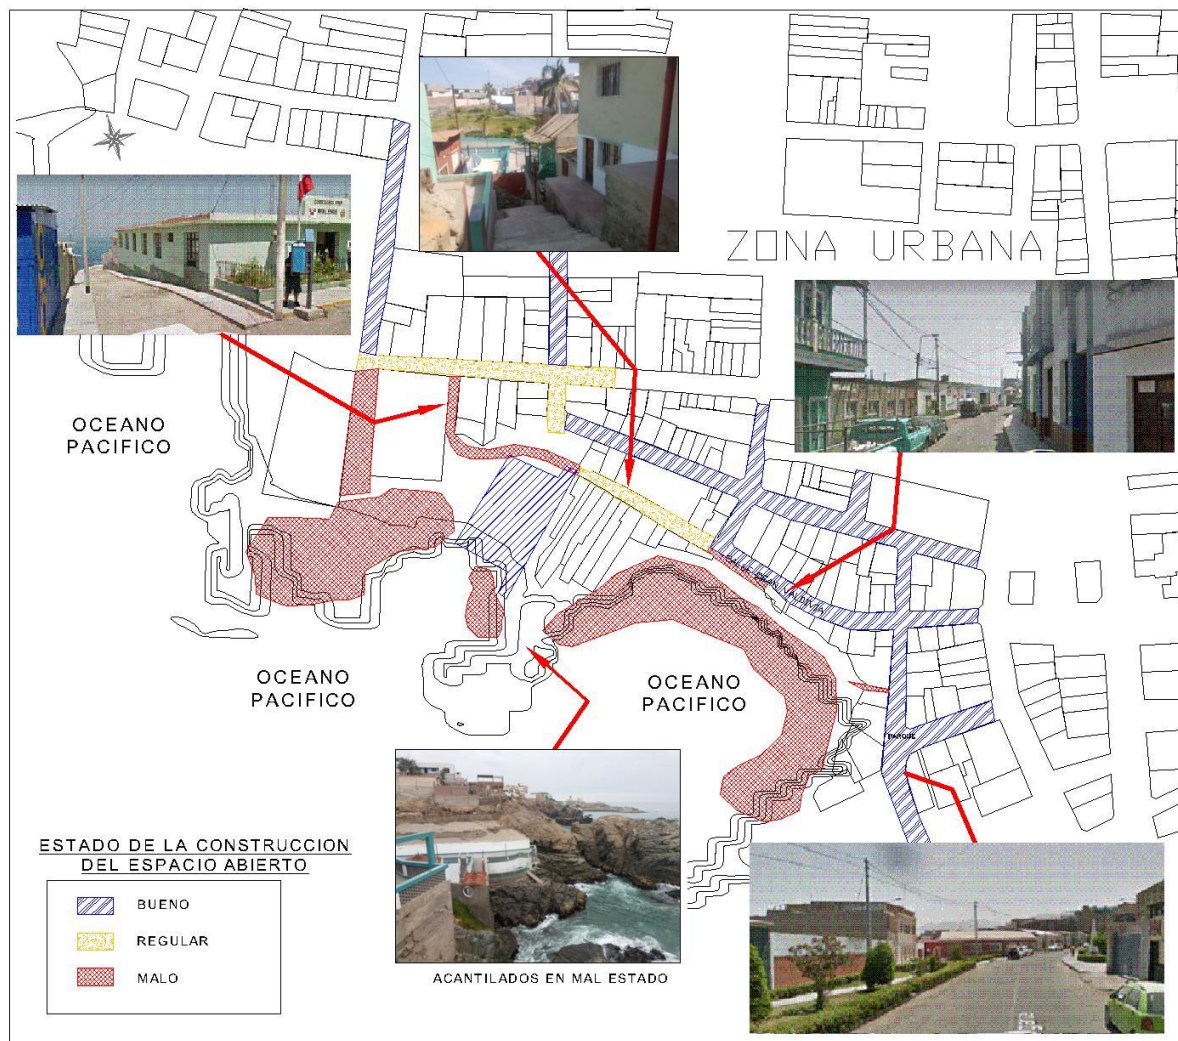 ZONA URBANA
OCEANO
PACIFICO
OCEANO
PACIFICO
OCEANO
PACIFICO
PARQUE
ESTADO DE LA CONSTRUCCION
DEL ESPACIO ABIERTO
BUENO
REGULAR
MALO
ACANTILADOS EN MAL ESTADO